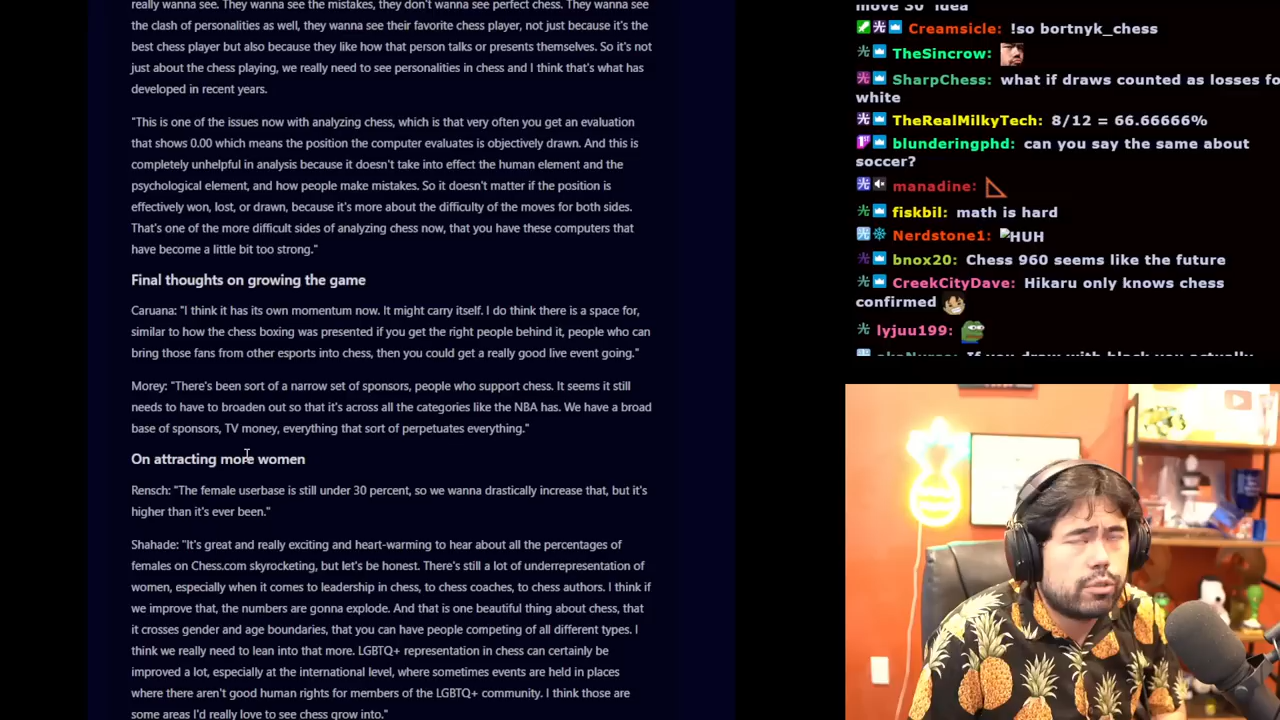 really wanna see. They wanna see the mistakes, they don't wanna see perfect chess. They wanna see
the clash of personalities as well, they wanna see their favorite chess player, not just because it's the
best chess player but also because they like how that person talks or presents themselves. So it's not
just about the chess playing, we really need to see personalities in chess and I think that's what has
developed in recent years.
"This is one of the issues now with analyzing chess, which is that very often you get an evaluation
that shows 0.00 which means the position the computer evaluates is objectively drawn. And this is
completely unhelpful in analysis because it doesn't take into effect the human element and the
psychological element, and how people make mistakes. So it doesn't matter if the position is
effectively won, lost, or drawn, because it's more about the difficulty of the moves for both sides.
That's one of the more difficult sides of analyzing chess now, that you have these computers that
have become a little bit too strong."
Final thoughts on growing the game
Caruana: "I think it has its own momentum now. It might carry itself. I do think there is a space for,
similar to how the chess boxing was presented if you get the right people behind it, people who can
bring those fans from other esports into chess, then you could get a really good live event going."
Morey: "There's been sort of a narrow set of sponsors, people who support chess. It seems it still
needs to have to broaden out so that it's across all the categories like the NBA has. We have a broad
base of sponsors, TV money, everything that sort of perpetuates everything."
On attracting more women
Rensch: "The female userbase is still under 30 percent, so we wanna drastically increase that, but it's
higher than it's ever been."
Shahade: "It's great and really exciting and heart-warming to hear about all the percentages of
females on Chess.com skyrocketing, but let's be honest. There's still a lot of underrepresentation of
women, especially when it comes to leadership in chess, to chess coaches, to chess authors. I think if
we improve that, the numbers are gonna explode. And that is one beautiful thing about chess, that
it crosses gender and age boundaries, that you can have people competing of all different types. I
think we really need to lean into that more. LGBTQ+ representation in chess can certainly be
improved a lot, especially at the international level, where sometimes events are held in places
where there aren't good human rights for members of the LGBTQ+ community. I think those are
some areas I'd really love to see chess grow into."
move 30 idea
Creamsicle: !so bortnyk_chess
TheSincrow:
SharpChess: what if draws counted as losses fo
white
TheRealMilkyTech: 8/12 = 66.66666%
blunderingphd: can you say the same about
soccer?
manadine:
fiskbil: math is hard
Nerdstone1: HUH
bnox20: Chess 960 seems like the future
CreekCityDave: Hikaru only knows chess
confirmed
lyjuu199:
If you draw with black you actually